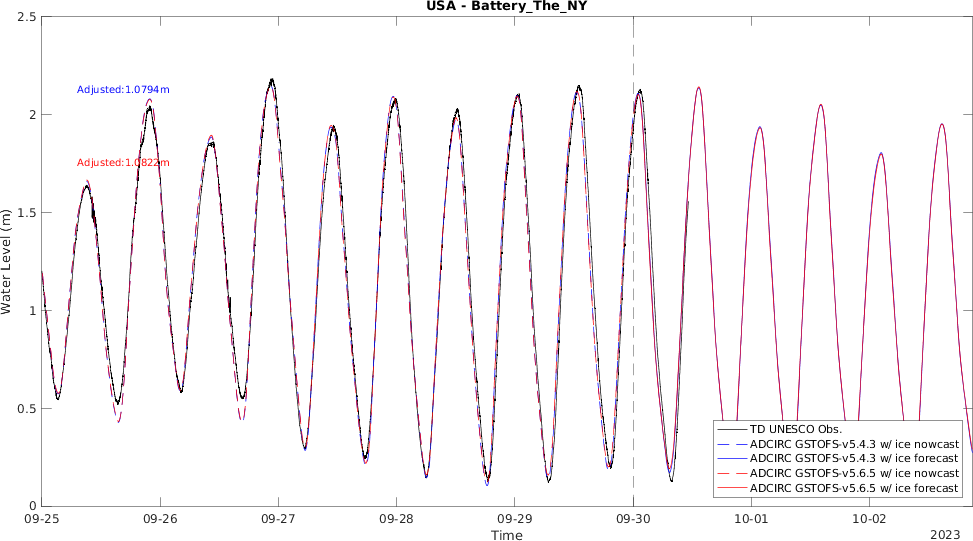 USA - Battery_The_NY
2.5
2
1.5
1
0.5
0
Water Level (m)
Adjusted:1.0794m
Adjusted:1.0822m
TD UNESCO Obs.
ADCIRC GSTOFS-v5.4.3 w/ ice nowcast
ADCIRC GSTOFS-v5.4.3 w/ ice forecast
ADCIRC GSTOFS-v5.6.5 w/ ice nowcast
ADCIRC GSTOFS-v5.6.5 w/ ice forecast
09-25 09-26 09-27 09-28 09-29 09-30 10-01 10-02
Time
2023